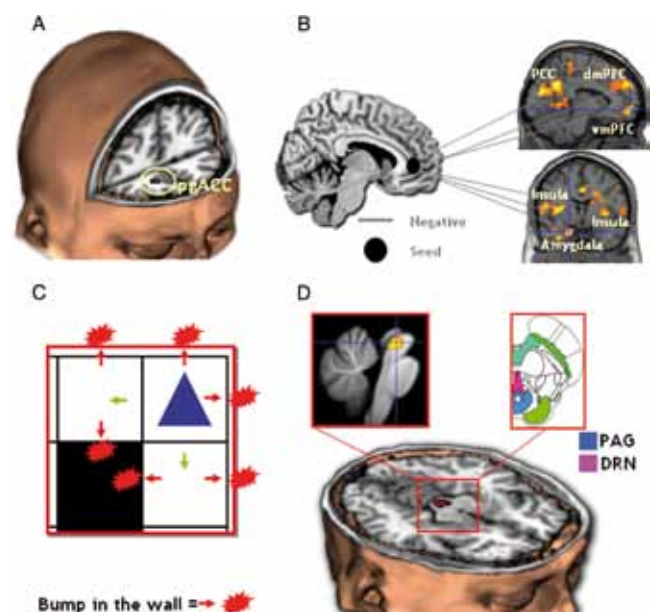 A
pgACC
B
PCC
dmPFC
vmPFC
Insula
Insula
Amygdala
Negative
Seed
C
Bump in the wall =
D
PAG
DRN